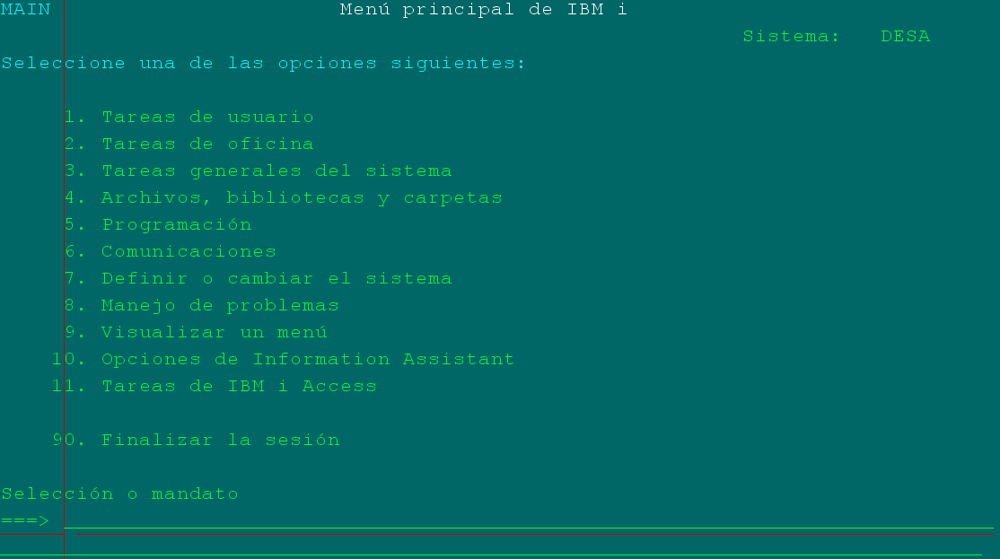 MAIN Menú principal de IBM i
Sistema: DESA
Seleccione una de las opciones siguientes:
1. Tareas de usuario
2. Tareas de oficina
3. Tareas generales del sistema
4. Archivos, bibliotecas y carpetas
5. Programación
6. Comunicaciones
7. Definir o cambiar el sistema
8. Manejo de problemas
9. Visualizar un menú
10. Opciones de Information Assistant
11. Tareas de IBM i Access
90. Finalizar la sesión
Selección o mandato
===>